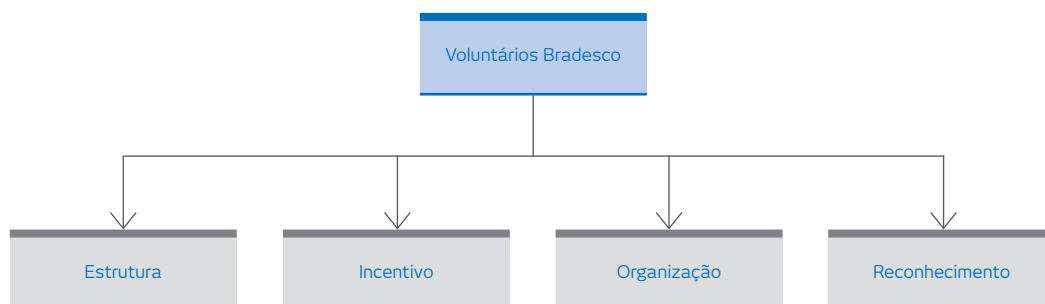 Voluntários Bradesco
Estrutura
Incentivo
Organização
Reconhecimento